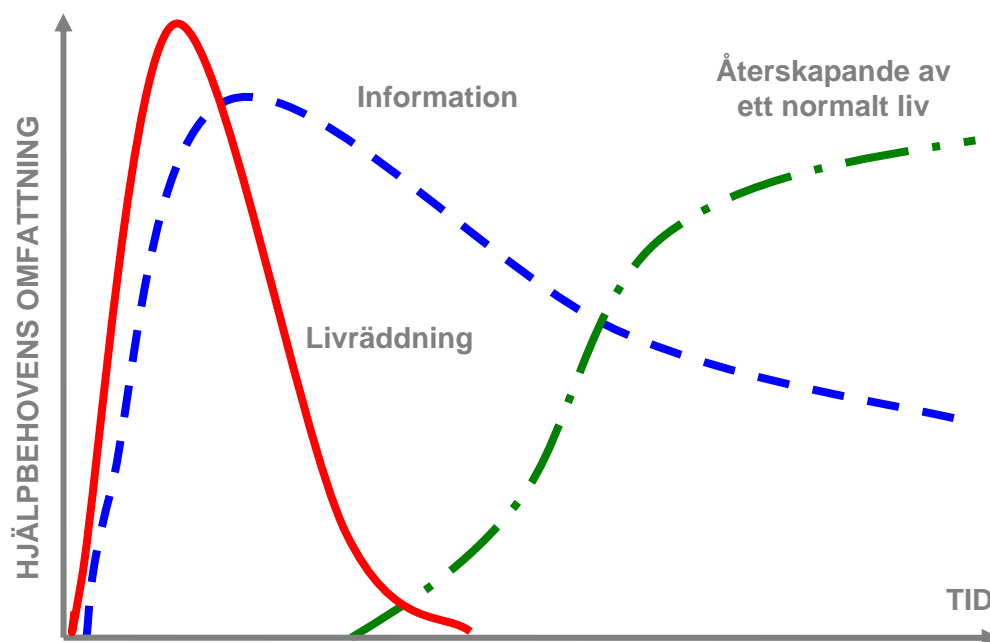 HJÄLPBEHOVENS OMFATTNING
Information
Återskapande av
ett normalt liv
Livräddning
TID